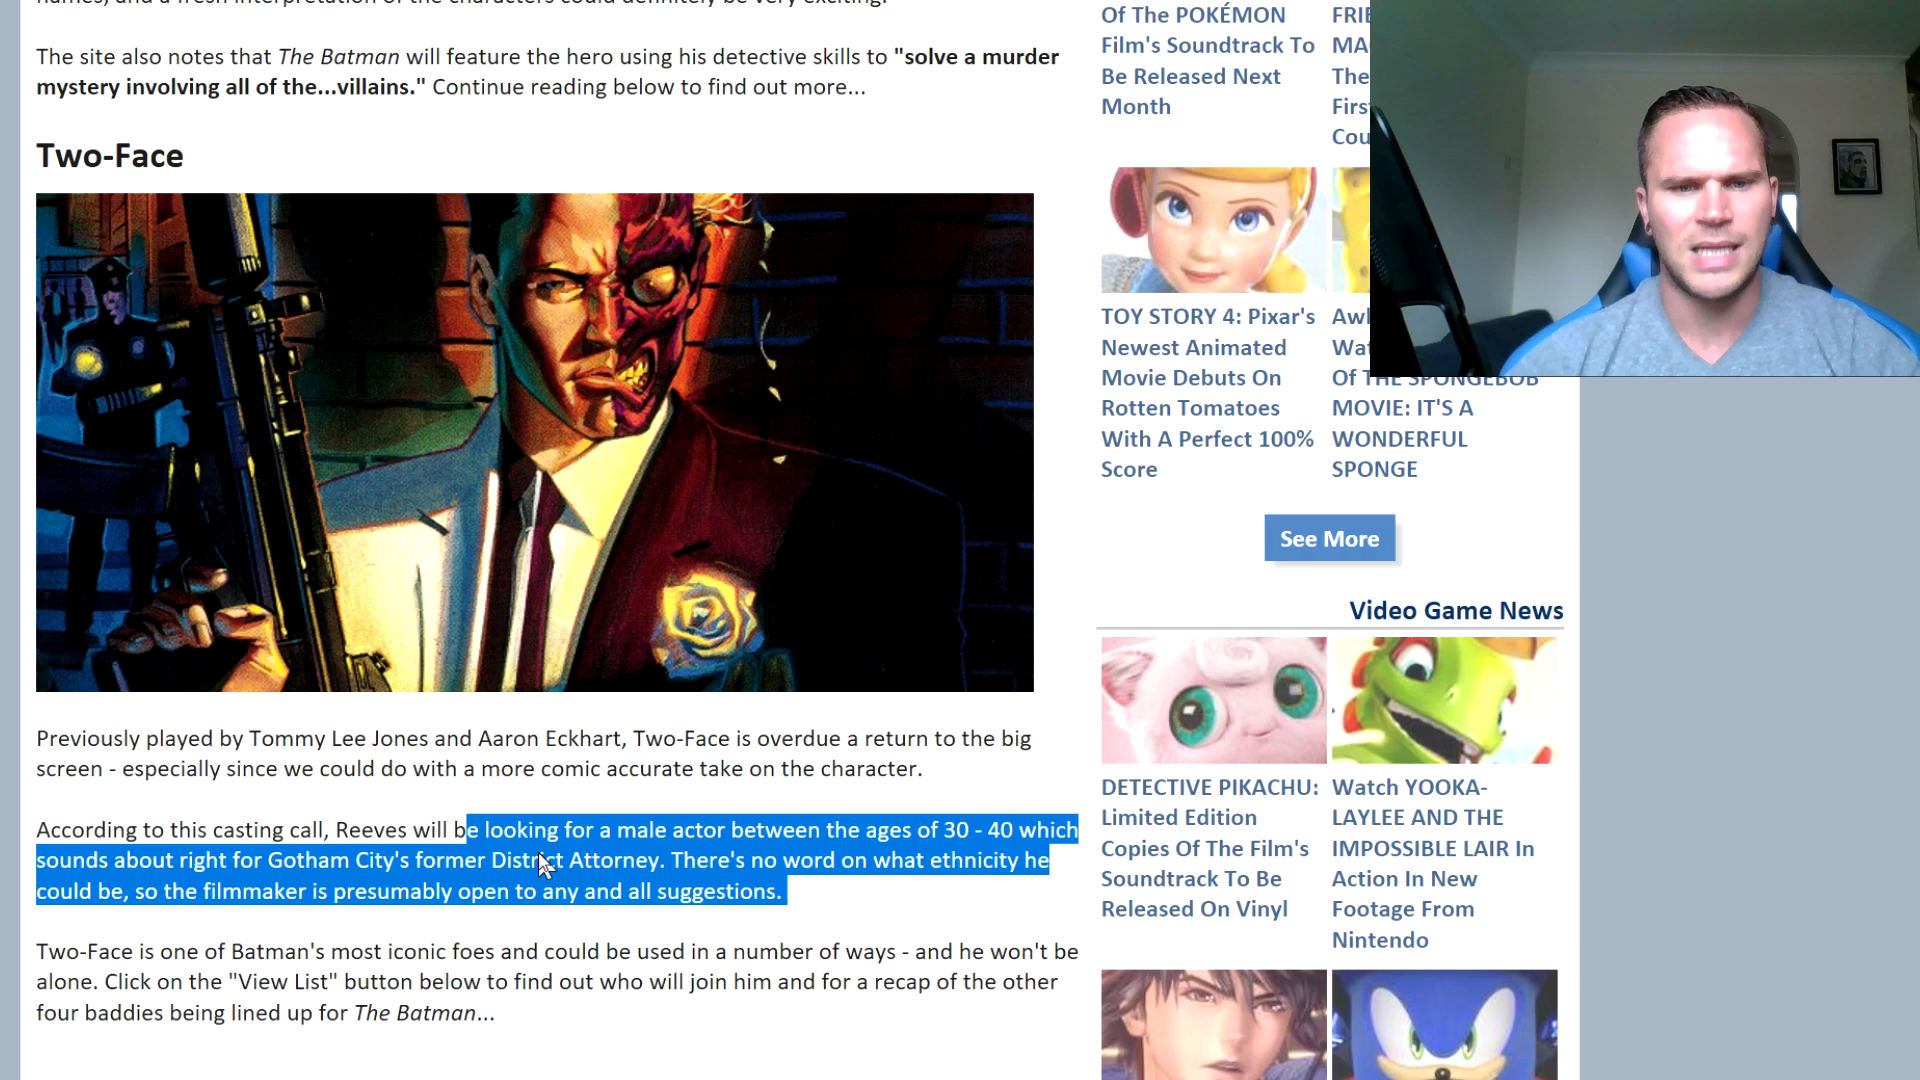 names, and a fresh interpretation of the characters could definitely be very exciting.
The site also notes that The Batman will feature the hero using his detective skills to "solve a murder
mystery involving all of the...villains." Continue reading below to find out more...
Two-Face
Previously played by Tommy Lee Jones and Aaron Eckhart, Two-Face is overdue a return to the big
screen - especially since we could do with a more comic accurate take on the character.
According to this casting call, Reeves will be looking for a male actor between the ages of 30 - 40 which
sounds about right for Gotham City's former District Attorney. There's no word on what ethnicity he
could be, so the filmmaker is presumably open to any and all suggestions.
Two-Face is one of Batman's most iconic foes and could be used in a number of ways - and he won't be
alone. Click on the "View List" button below to find out who will join him and for a recap of the other
four baddies being lined up for The Batman...
Of The POKÉMON
Film's Soundtrack To
Be Released Next
Month
FRIE
MA
The
Firs
Cou
TOY STORY 4: Pixar's
Newest Animated
Movie Debuts On
Rotten Tomatoes
With A Perfect 100%
Score
Awl
Wat
Of THE SPONGEBOB
MOVIE: IT'S A
WONDERFUL
SPONGE
See More
Video Game News
DETECTIVE PIKACHU:
Limited Edition
Copies Of The Film's
Soundtrack To Be
Released On Vinyl
Watch YOOKA-
LAYLEE AND THE
IMPOSSIBLE LAIR In
Action In New
Footage From
Nintendo